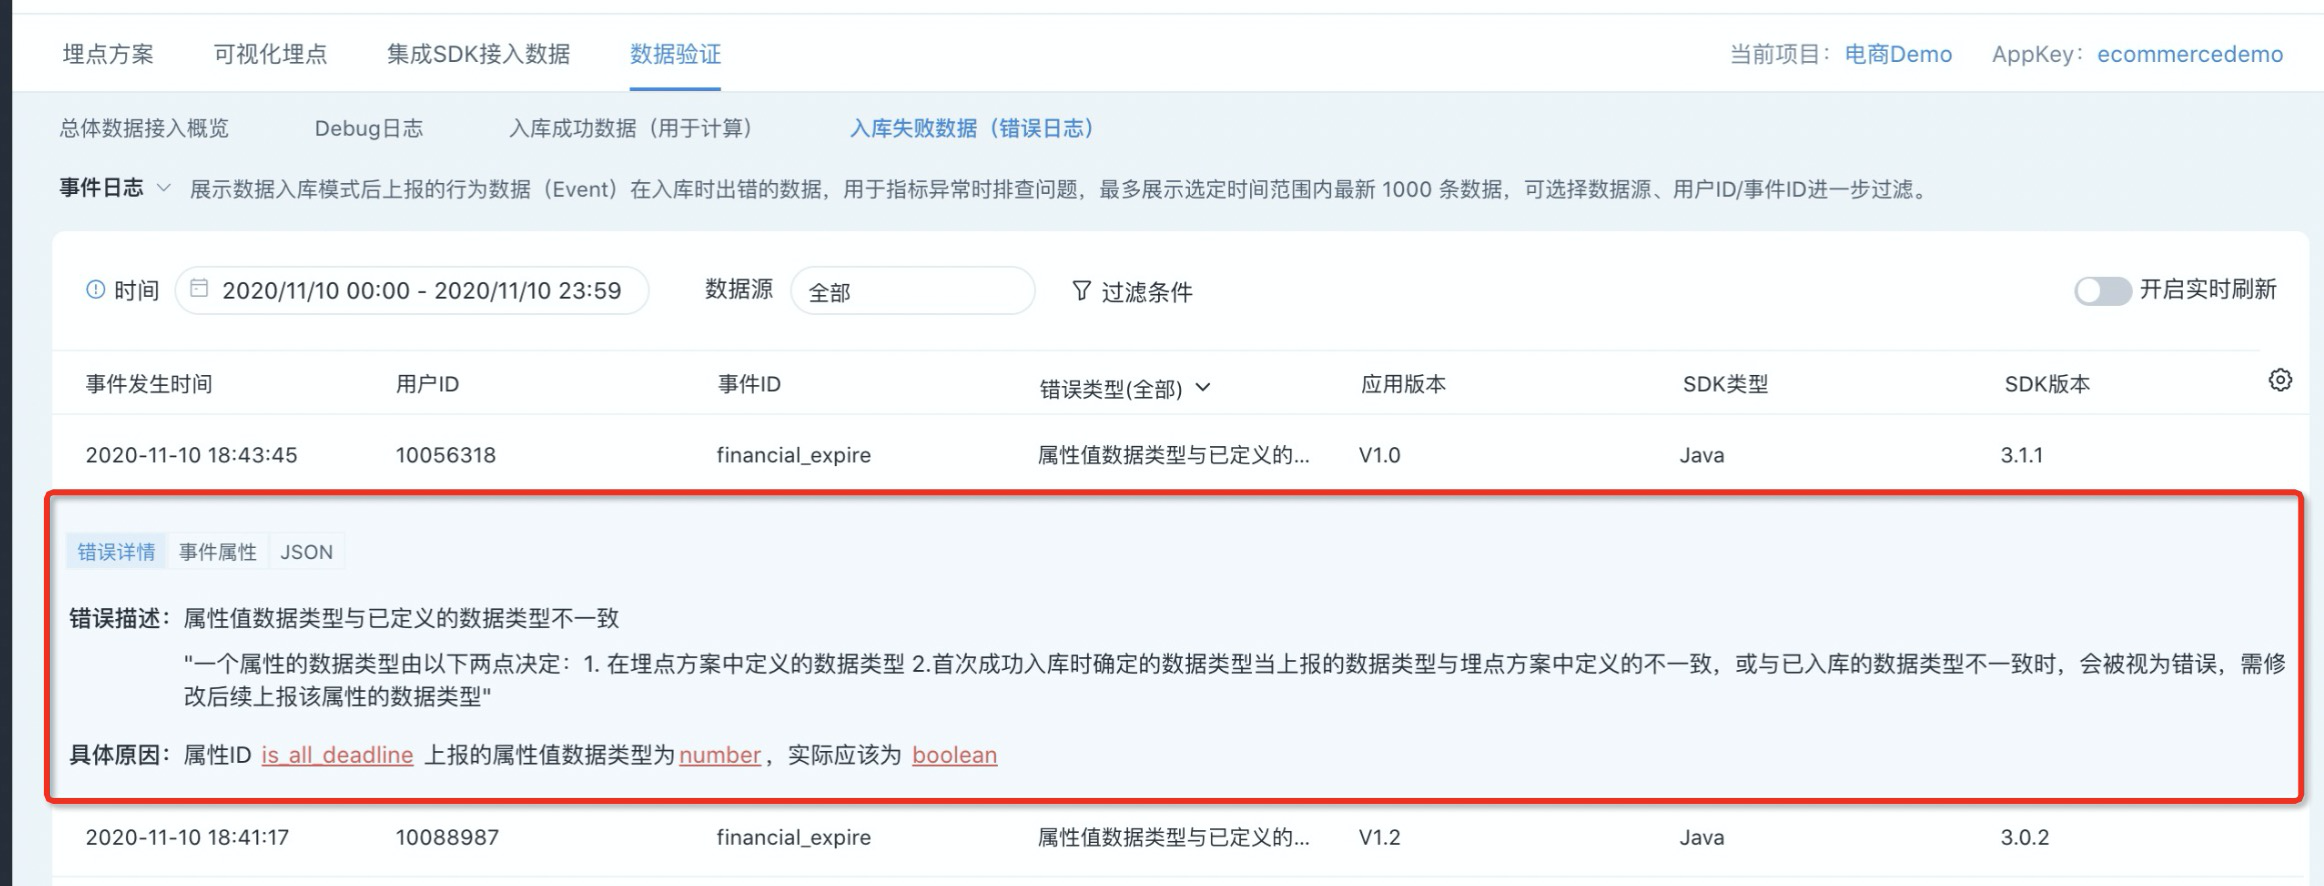 埋点方案 可视化埋点 集成SDK接入数据 数据验证 当前项目：电商Demo AppKey：ecommercedemo
总体数据接入概览 Debug日志 入库成功数据（用于计算） 入库失败数据（错误日志）
事件日志 展示数据入库模式后上报的行为数据（Event）在入库时出错的数据，用于指标异常时排查问题，最多展示选定时间范围内最新 1000 条数据，可选择数据源、用户ID/事件ID进一步过滤。
时间 2020/11/10 00:00 - 2020/11/10 23:59 数据源 全部 过滤条件 开启实时刷新
事件发生时间 用户ID 事件ID 错误类型(全部) 应用版本 SDK类型 SDK版本
2020-11-10 18:43:45 10056318 financial_expire 属性值数据类型与已定义的... V1.0 Java 3.1.1
错误详情 事件属性 JSON
错误描述：属性值数据类型与已定义的数据类型不一致
"一个属性的数据类型由以下两点决定：1. 在埋点方案中定义的数据类型 2.首次成功入库时确定的数据类型当上报的数据类型与埋点方案中定义的不一致，或与已入库的数据类型不一致时，会被视为错误，需修
改后续上报该属性的数据类型"
具体原因：属性ID is_all_deadline 上报的属性值数据类型为number，实际应该为 boolean
2020-11-10 18:41:17 10088987 financial_expire 属性值数据类型与已定义的... V1.2 Java 3.0.2